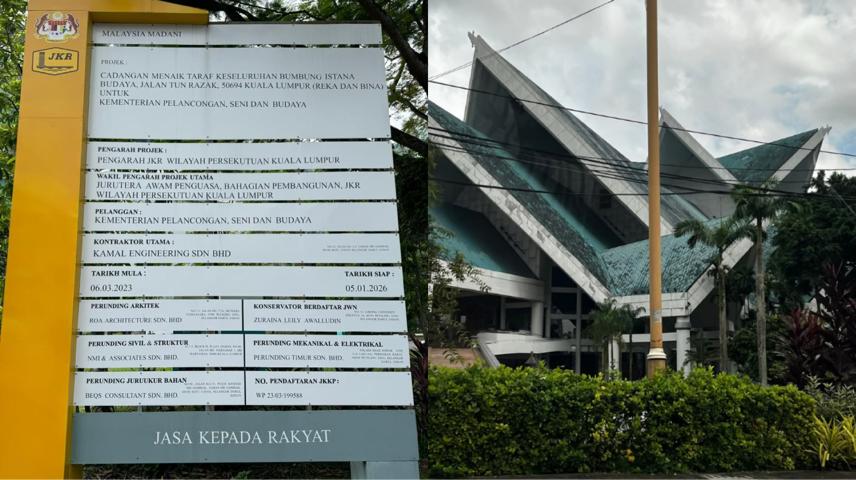 JKR
MALAYSIA MADANI
PROJEK :
CADANGAN MENAIK TARAF KESELURUHAN BUMBUNG ISTANA
BUDAYA, JALAN TUN RAZAK, 50694 KUALA LUMPUR (REKA DAN BINA)
UNTUK
KEMENTERIAN PELANCONGAN, SENI DAN BUDAYA
PENGARAH PROJEK :
PENGARAH JKR WILAYAH PERSEKUTUAN KUALA LUMPUR
WAKIL PENGARAH PROJEK UTAMA
JURUTERA AWAM PENGUASA, BAHAGIAN PEMBANGUNAN, JKR
WILAYAH PERSEKUTUAN KUALA LUMPUR
PELANGGAN :
KEMENTERIAN PELANCONGAN, SENI DAN BUDAYA
KONTRAKTOR UTAMA :
KAMAL ENGINEERING SDN BHD
TARIKH MULA : TARIKH SIAP :
06.03.2023 05.01.2026
PERUNDING ARKITEK
ROA ARCHITECTURE SDN. BHD
KONSERVATOR BERDAFTAR JWN
ZURAINA LEILY AWALLUDIN
PERUNDING SIVIL & STRUKTUR
NMI & ASSOCIATES SDN. BHD.
PERUNDING MEKANIKAL & ELEKTRIKAL
PERUNDING TIMUR SDN. BHD.
PERUNDING JURUUKUR BAHAN
BEQS CONSULTANT SDN. BHD.
NO. PENDAFTARAN JKKP :
WP 23/03/199588
JASA KEPADA RAKYAT